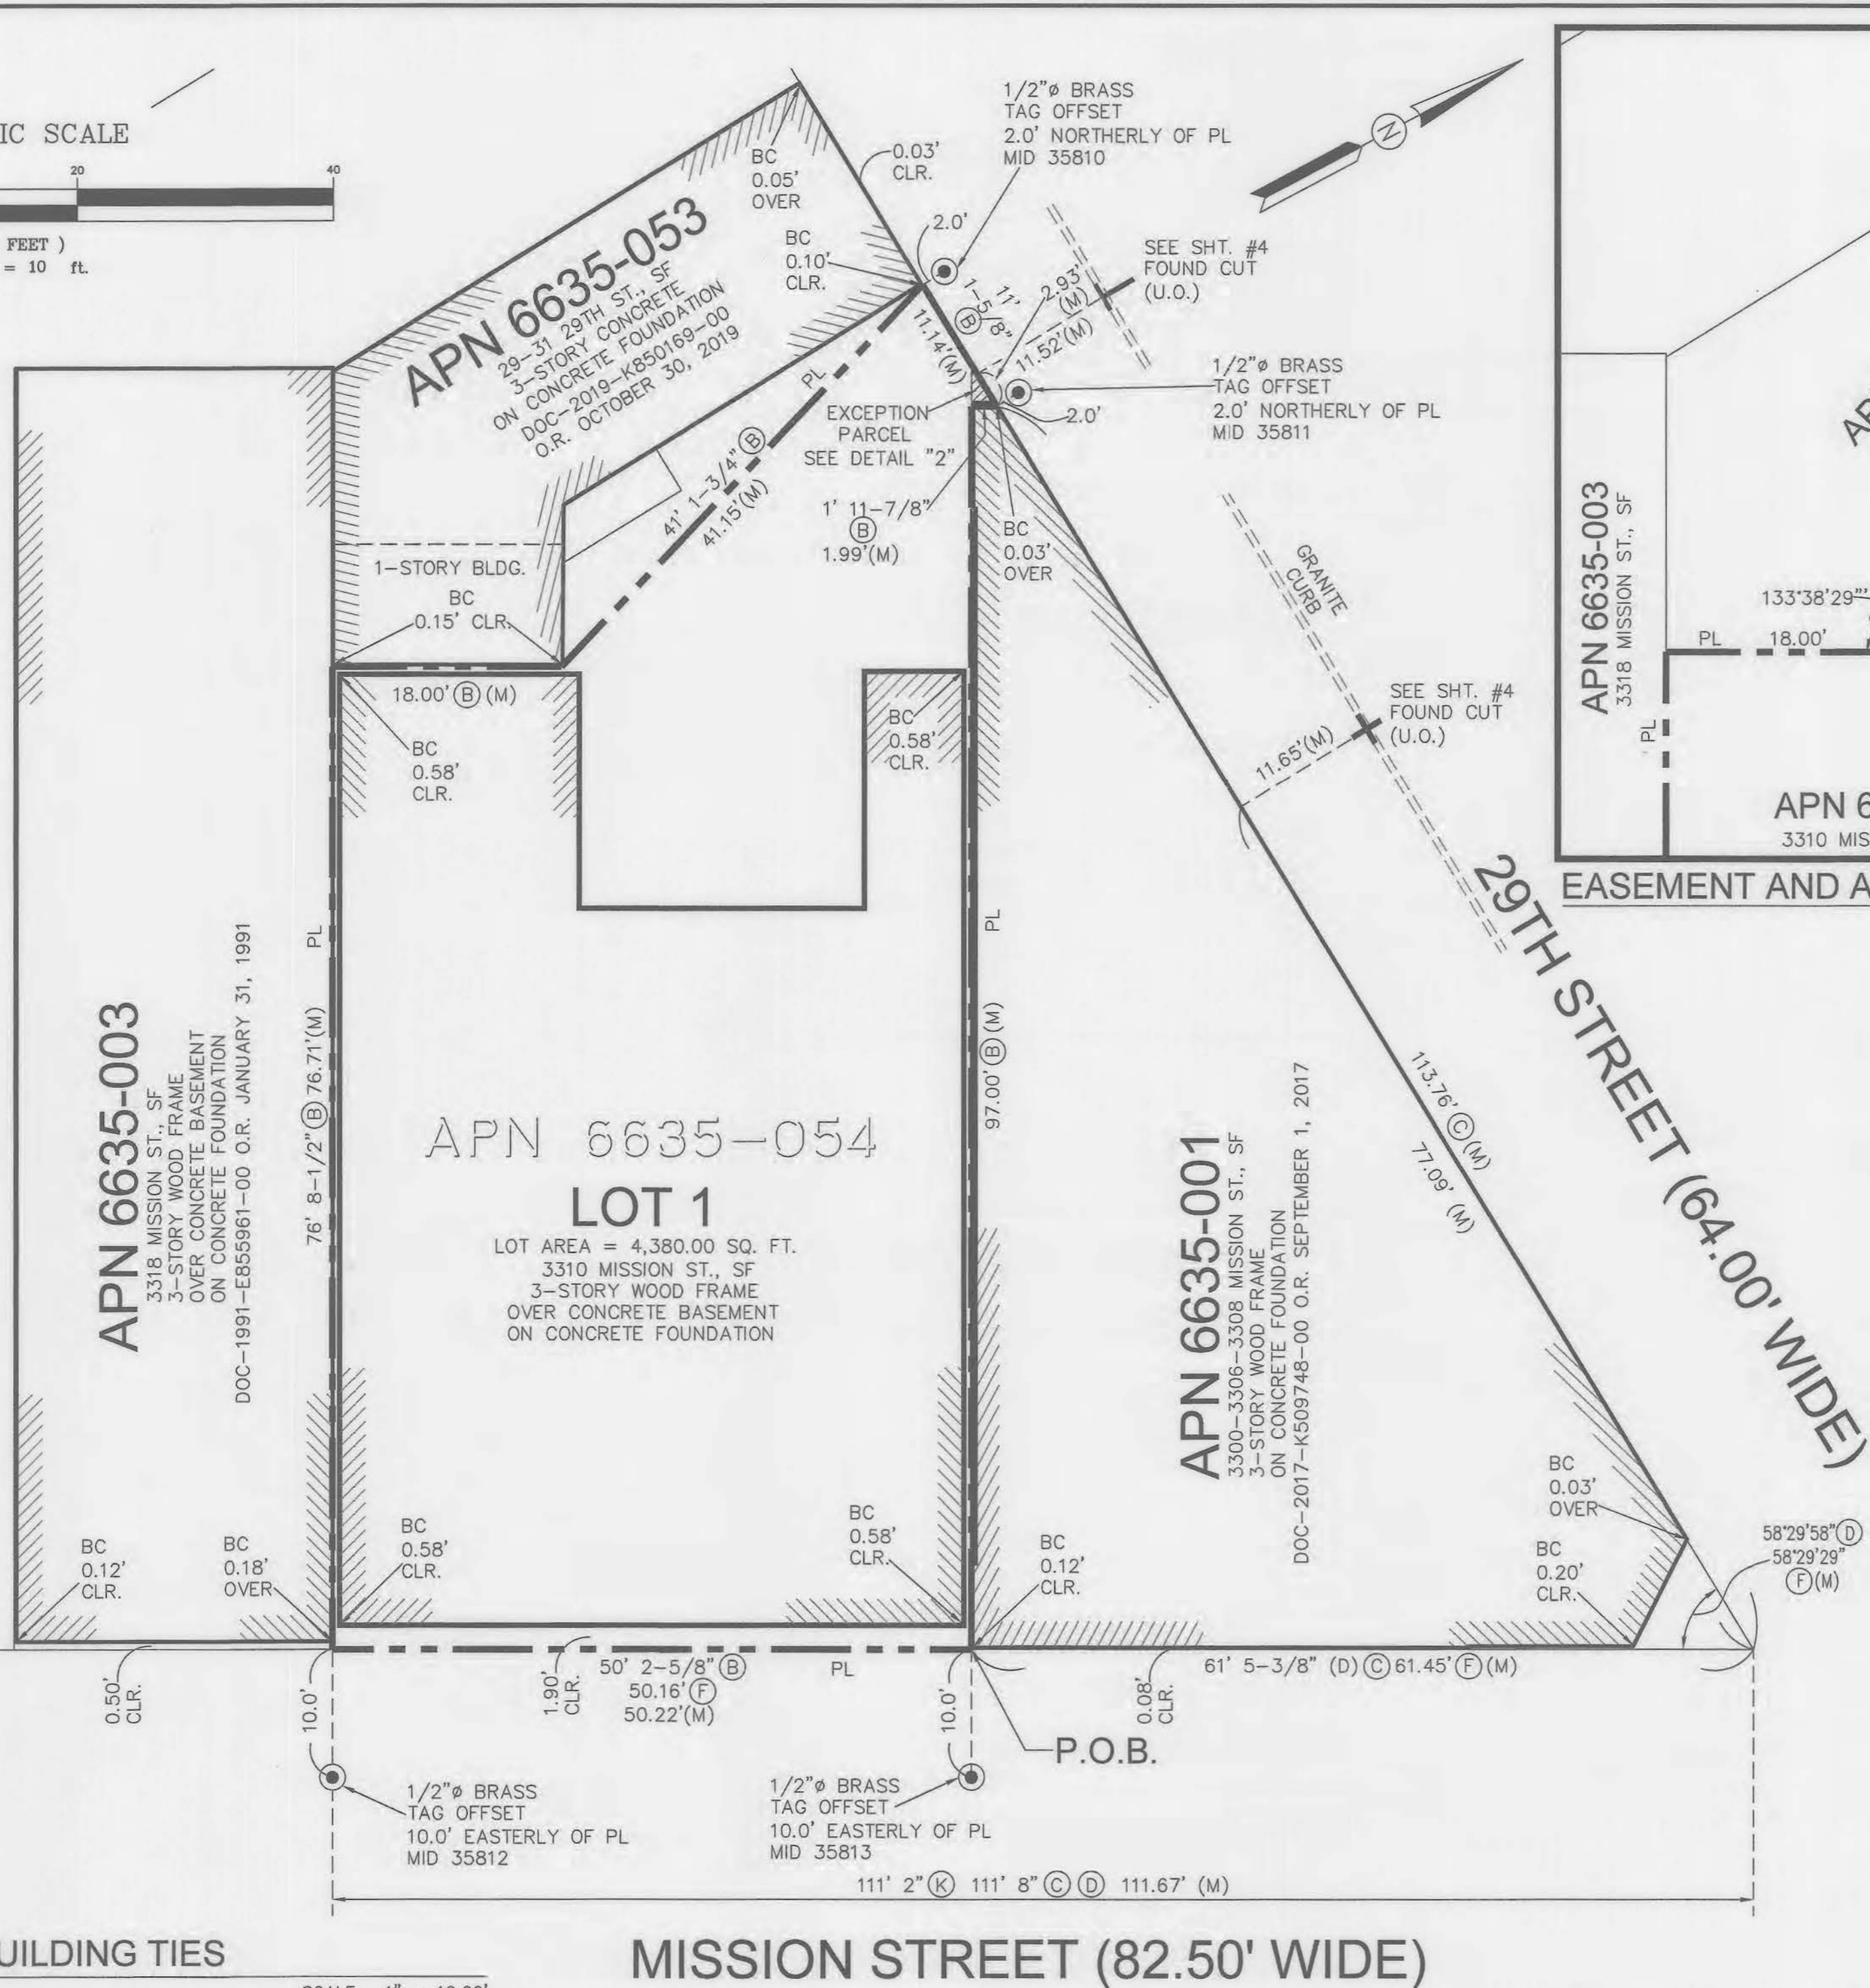 IC SCALE
20
40
FEET )
= 10 ft.
1/2"ø BRASS
TAG OFFSET
2.0' NORTHERLY OF PL
MID 35810
N
BC
0.05'
OVER
0.03'
CLR.
2.0'
BC
0.10'
CLR.
SEE SHT. #4
FOUND CUT
(U.O.)
APN 6635-053
29-31 29TH ST., SF
3-STORY CONCRETE
ON CONCRETE FOUNDATION
DOC-2019-K850169-00
O.R. OCTOBER 30, 2019
11'
1-5/8"
B
11.14'(M)
2.93'
(M)
11.52'(M)
1/2"ø BRASS
TAG OFFSET
2.0' NORTHERLY OF PL
MID 35811
2.0'
PL
EXCEPTION
PARCEL
SEE DETAIL "2"
41' 1-3/4" B
41.15'(M)
1' 11-7/8"
B
1.99'(M)
BC
0.03'
OVER
1-STORY BLDG.
BC
0.15' CLR.
18.00' B (M)
BC
0.58'
CLR.
BC
0.58'
CLR.
GRANITE
CURB
SEE SHT. #4
FOUND CUT
(U.O.)
11.65'(M)
APN 6635-003
3318 MISSION ST., SF
133°38'29"
PL
18.00'
PL
APN 6
3310 MIS
EASEMENT AND A
29TH STREET (64.00' WIDE)
APN 6635-003
3318 MISSION ST., SF
3-STORY WOOD FRAME
OVER CONCRETE BASEMENT
ON CONCRETE FOUNDATION
DOC-1991-E855961-00 O.R. JANUARY 31, 1991
PL
76' 8-1/2" B 76.71'(M)
APN 6635-054
LOT 1
LOT AREA = 4,380.00 SQ. FT.
3310 MISSION ST., SF
3-STORY WOOD FRAME
OVER CONCRETE BASEMENT
ON CONCRETE FOUNDATION
PL
97.00' B (M)
APN 6635-001
3300-3306-3308 MISSION ST., SF
3-STORY WOOD FRAME
ON CONCRETE FOUNDATION
DOC-2017-K509748-00 O.R. SEPTEMBER 1, 2017
113.76' C (M)
77.09' (M)
BC
0.12'
CLR.
BC
0.18'
OVER
BC
0.58'
CLR.
BC
0.58'
CLR.
BC
0.12'
CLR.
BC
0.03'
OVER
BC
0.20'
CLR.
58°29'58" D
58°29'29"
F (M)
0.50'
CLR.
10.0'
1.90'
CLR.
50' 2-5/8" B
50.16' F
50.22'(M)
PL
10.0'
0.08'
CLR.
61' 5-3/8" (D) C 61.45' F (M)
P.O.B.
1/2"ø BRASS
TAG OFFSET
10.0' EASTERLY OF PL
MID 35812
1/2"ø BRASS
TAG OFFSET
10.0' EASTERLY OF PL
MID 35813
111' 2" K 111' 8" C D 111.67' (M)
UILDING TIES
MISSION STREET (82.50' WIDE)